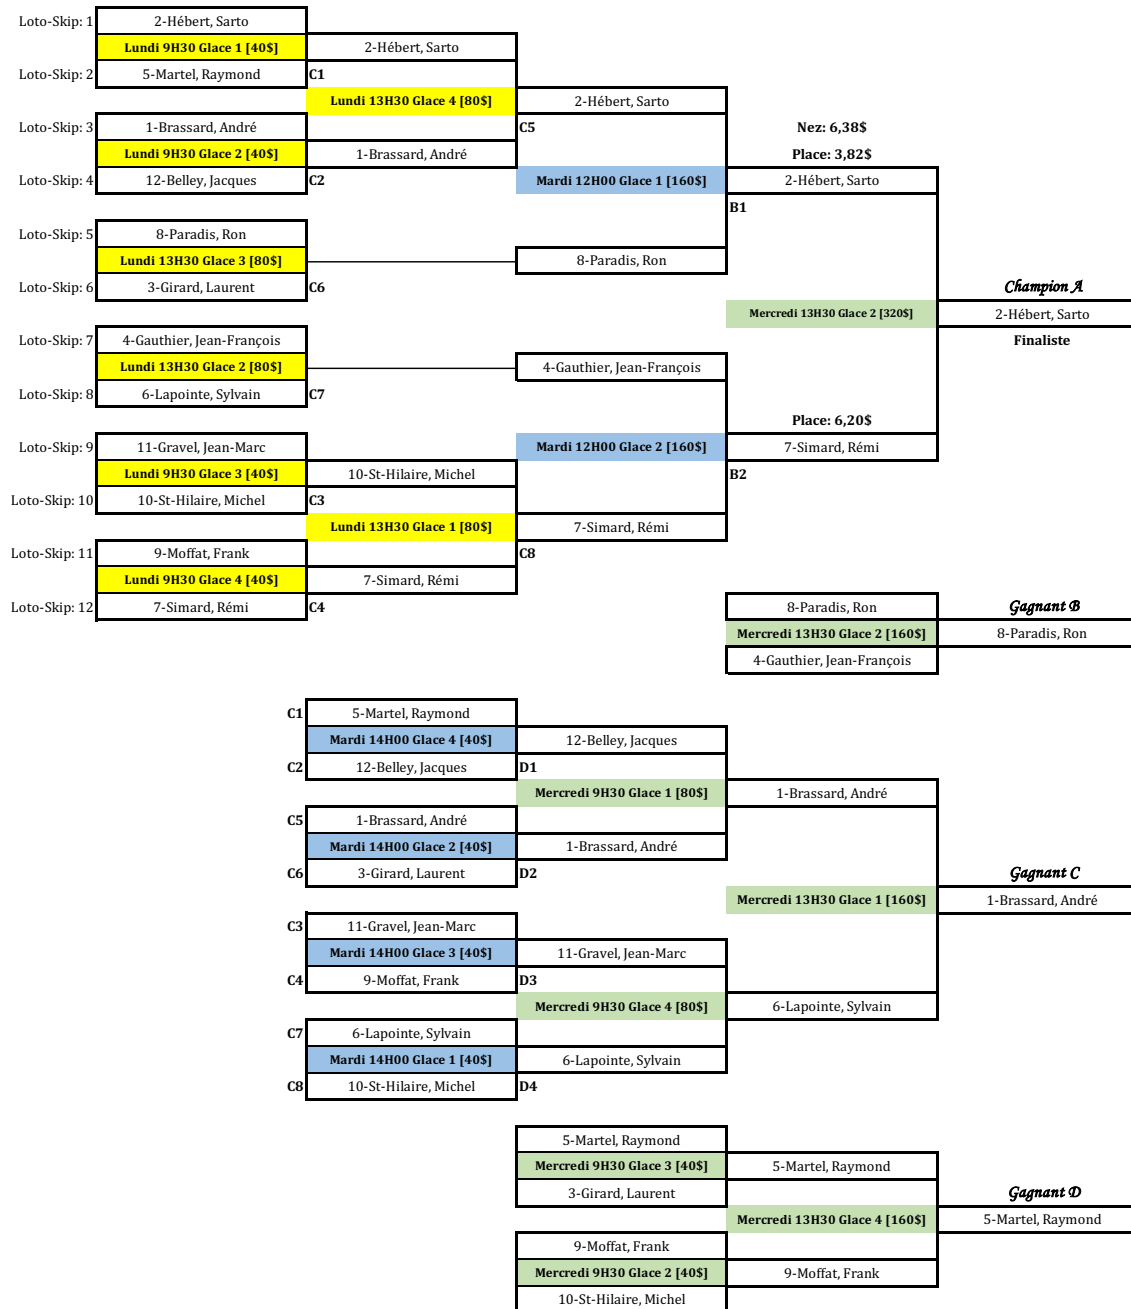 Loto-Skip: 1 2-Hébert, Sarto
Lundi 9H30 Glace 1 [40$] 2-Hébert, Sarto
Loto-Skip: 2 5-Martel, Raymond C1
Lundi 13H30 Glace 4 [80$] 2-Hébert, Sarto
Loto-Skip: 3 1-Brassard, André C5 Nez: 6,38$
Lundi 9H30 Glace 2 [40$] 1-Brassard, André Place: 3,82$
Loto-Skip: 4 12-Belley, Jacques C2 Mardi 12H00 Glace 1 [160$] 2-Hébert, Sarto
B1
Loto-Skip: 5 8-Paradis, Ron
Lundi 13H30 Glace 3 [80$] 8-Paradis, Ron
Loto-Skip: 6 3-Girard, Laurent C6 Champion A
Mercredi 13H30 Glace 2 [320$] 2-Hébert, Sarto
Loto-Skip: 7 4-Gauthier, Jean-François Finaliste
Lundi 13H30 Glace 2 [80$] 4-Gauthier, Jean-François
Loto-Skip: 8 6-Lapointe, Sylvain C7
Place: 6,20$
Loto-Skip: 9 11-Gravel, Jean-Marc Mardi 12H00 Glace 2 [160$] 7-Simard, Rémi
Lundi 9H30 Glace 3 [40$] 10-St-Hilaire, Michel B2
Loto-Skip: 10 10-St-Hilaire, Michel C3
Lundi 13H30 Glace 1 [80$] 7-Simard, Rémi
Loto-Skip: 11 9-Moffat, Frank C8
Lundi 9H30 Glace 4 [40$] 7-Simard, Rémi
Loto-Skip: 12 7-Simard, Rémi C4 8-Paradis, Ron Gagnant B
Mercredi 13H30 Glace 2 [160$] 8-Paradis, Ron
4-Gauthier, Jean-François
C1 5-Martel, Raymond
Mardi 14H00 Glace 4 [40$] 12-Belley, Jacques
C2 12-Belley, Jacques D1
Mercredi 9H30 Glace 1 [80$] 1-Brassard, André
C5 1-Brassard, André
Mardi 14H00 Glace 2 [40$] 1-Brassard, André
C6 3-Girard, Laurent D2 Gagnant C
Mercredi 13H30 Glace 1 [160$] 1-Brassard, André
C3 11-Gravel, Jean-Marc
Mardi 14H00 Glace 3 [40$] 11-Gravel, Jean-Marc
C4 9-Moffat, Frank D3
Mercredi 9H30 Glace 4 [80$] 6-Lapointe, Sylvain
C7 6-Lapointe, Sylvain
Mardi 14H00 Glace 1 [40$] 6-Lapointe, Sylvain
C8 10-St-Hilaire, Michel D4
5-Martel, Raymond
Mercredi 9H30 Glace 3 [40$] 5-Martel, Raymond
3-Girard, Laurent Gagnant D
Mercredi 13H30 Glace 4 [160$] 5-Martel, Raymond
9-Moffat, Frank
Mercredi 9H30 Glace 2 [40$] 9-Moffat, Frank
10-St-Hilaire, Michel